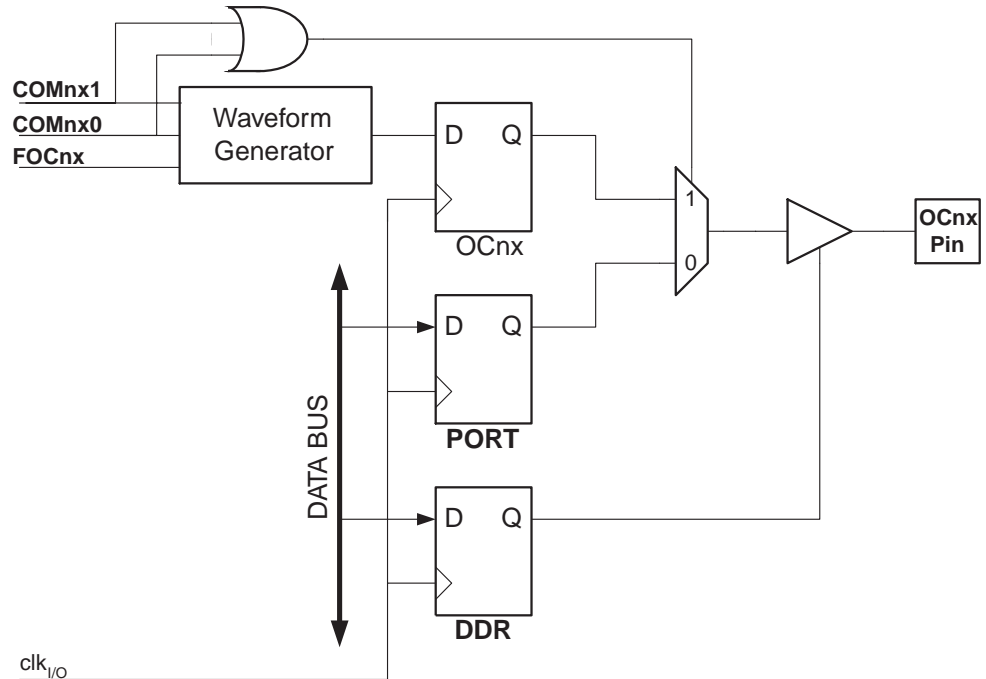 COMnx1
COMnx0
FOCnx
Waveform
Generator
D Q
OCnx
1
0
OCnx
Pin
D Q
PORT
DATA BUS
D Q
DDR
clkI/O